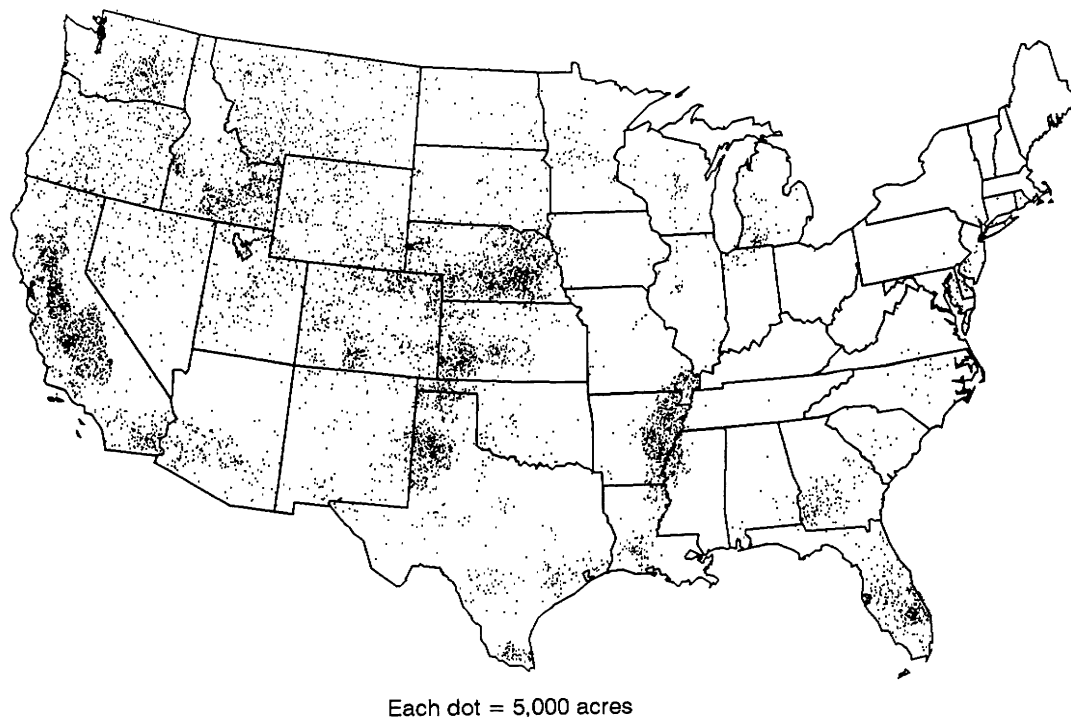 Each dot = 5,000 acres